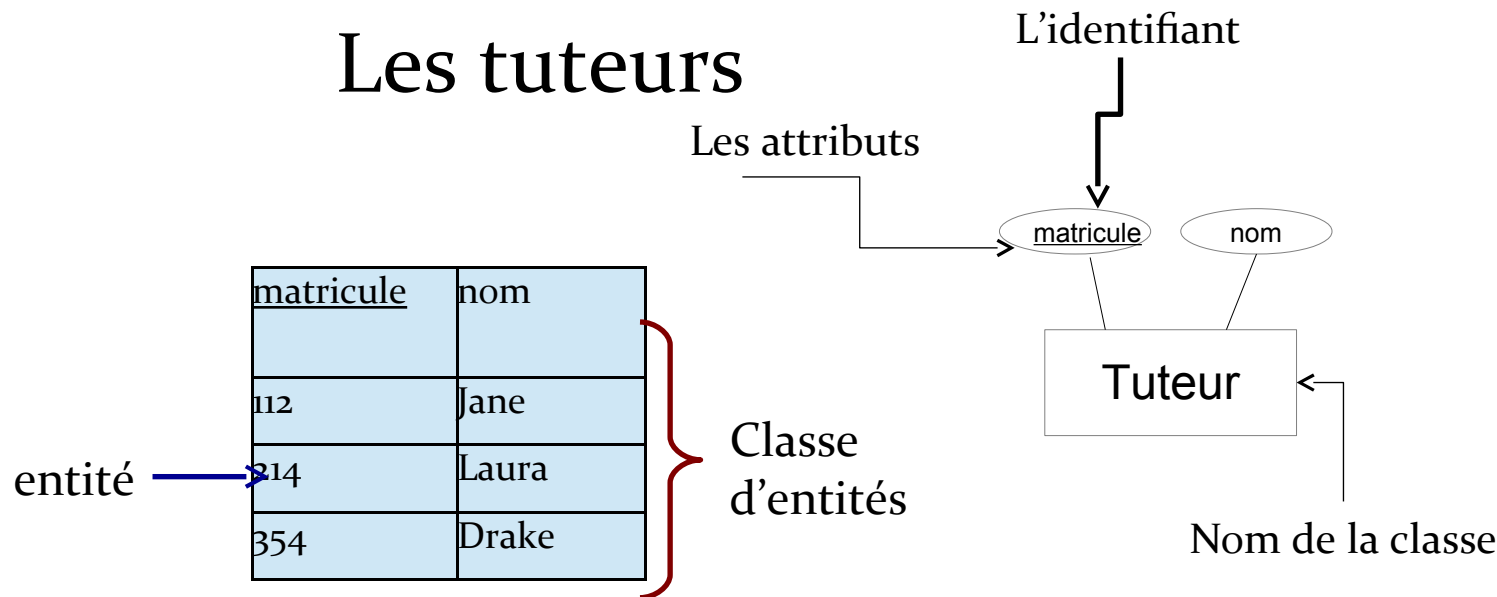 Les tuteurs
L'identifiant
Les attributs
matricule nom
Tuteur
Nom de la classe
matricule nom
112 Jane
214 Laura
354 Drake
entité
Classe
d'entités